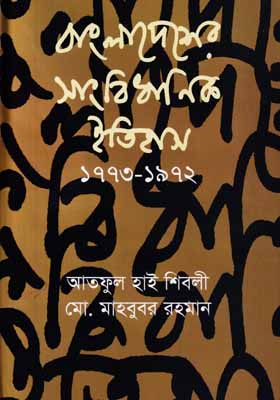 বাংলাদেশের
সাংবিধানিক
ইতিহাস
১৭৭৩-১৯৭২
আতফুল হাই শিবলী
মো. মাহবুবর রহমান